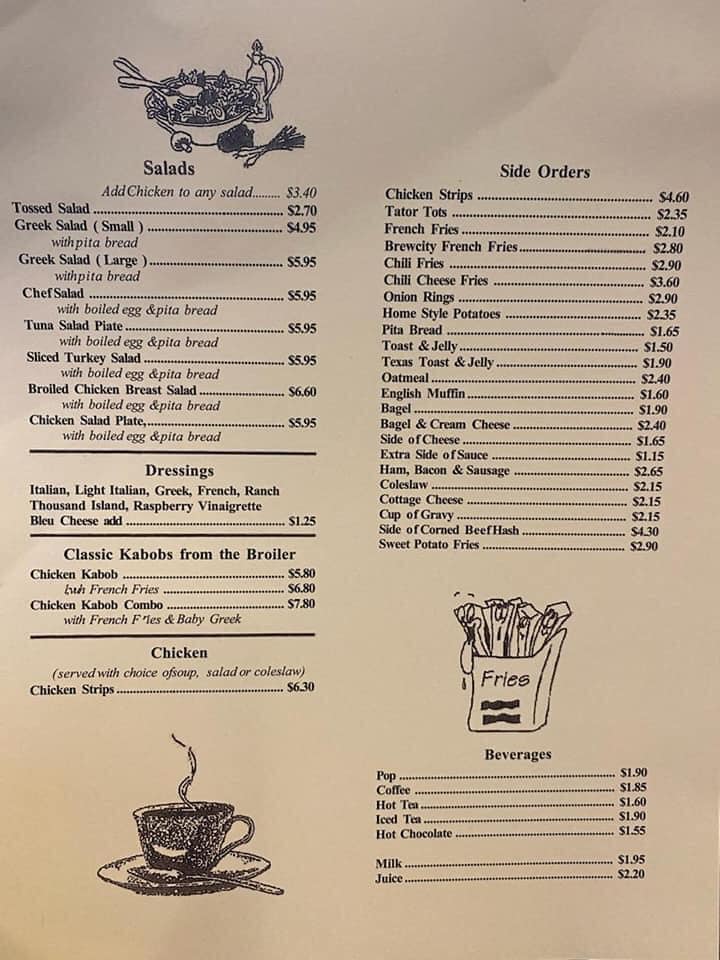 Salads
Add Chicken to any salad........ $3.40
Tossed Salad ........ $2.70
Greek Salad ( Small ) ........ $4.95
with pita bread
Greek Salad ( Large ) ........ $5.95
with pita bread
Chef Salad ........ $5.95
with boiled egg & pita bread
Tuna Salad Plate ........ $5.95
with boiled egg & pita bread
Sliced Turkey Salad ........ $5.95
with boiled egg & pita bread
Broiled Chicken Breast Salad ........ $6.60
with boiled egg & pita bread
Chicken Salad Plate, ........ $5.95
with boiled egg & pita bread
Dressings
Italian, Light Italian, Greek, French, Ranch
Thousand Island, Raspberry Vinaigrette
Bleu Cheese add ........ $1.25
Classic Kabobs from the Broiler
Chicken Kabob ........ $5.80
French Fries ........ $6.80
Chicken Kabob Combo ........ $7.80
with French Fries & Baby Greek
Chicken
(served with choice of soup, salad or coleslaw)
Chicken Strips ........ $6.30
Side Orders
Chicken Strips ........ $4.60
Tator Tots ........ $2.35
French Fries ........ $2.10
Brewcity French Fries ........ $2.80
Chili Fries ........ $2.90
Chili Cheese Fries ........ $3.60
Onion Rings ........ $2.90
Home Style Potatoes ........ $2.35
Pita Bread ........ $1.65
Toast & Jelly ........ $1.50
Texas Toast & Jelly ........ $1.90
Oatmeal ........ $2.40
English Muffin ........ $1.60
Bagel ........ $1.90
Bagel & Cream Cheese ........ $2.40
Side of Cheese ........ $1.65
Extra Side of Sauce ........ $1.15
Ham, Bacon & Sausage ........ $2.65
Coleslaw ........ $2.15
Cottage Cheese ........ $2.15
Cup of Gravy ........ $2.15
Side of Corned Beef Hash ........ $4.30
Sweet Potato Fries ........ $2.90
Fries
Beverages
Pop ........ $1.90
Coffee ........ $1.85
Hot Tea ........ $1.60
Iced Tea ........ $1.90
Hot Chocolate ........ $1.55
Milk ........ $1.95
Juice ........ $2.20